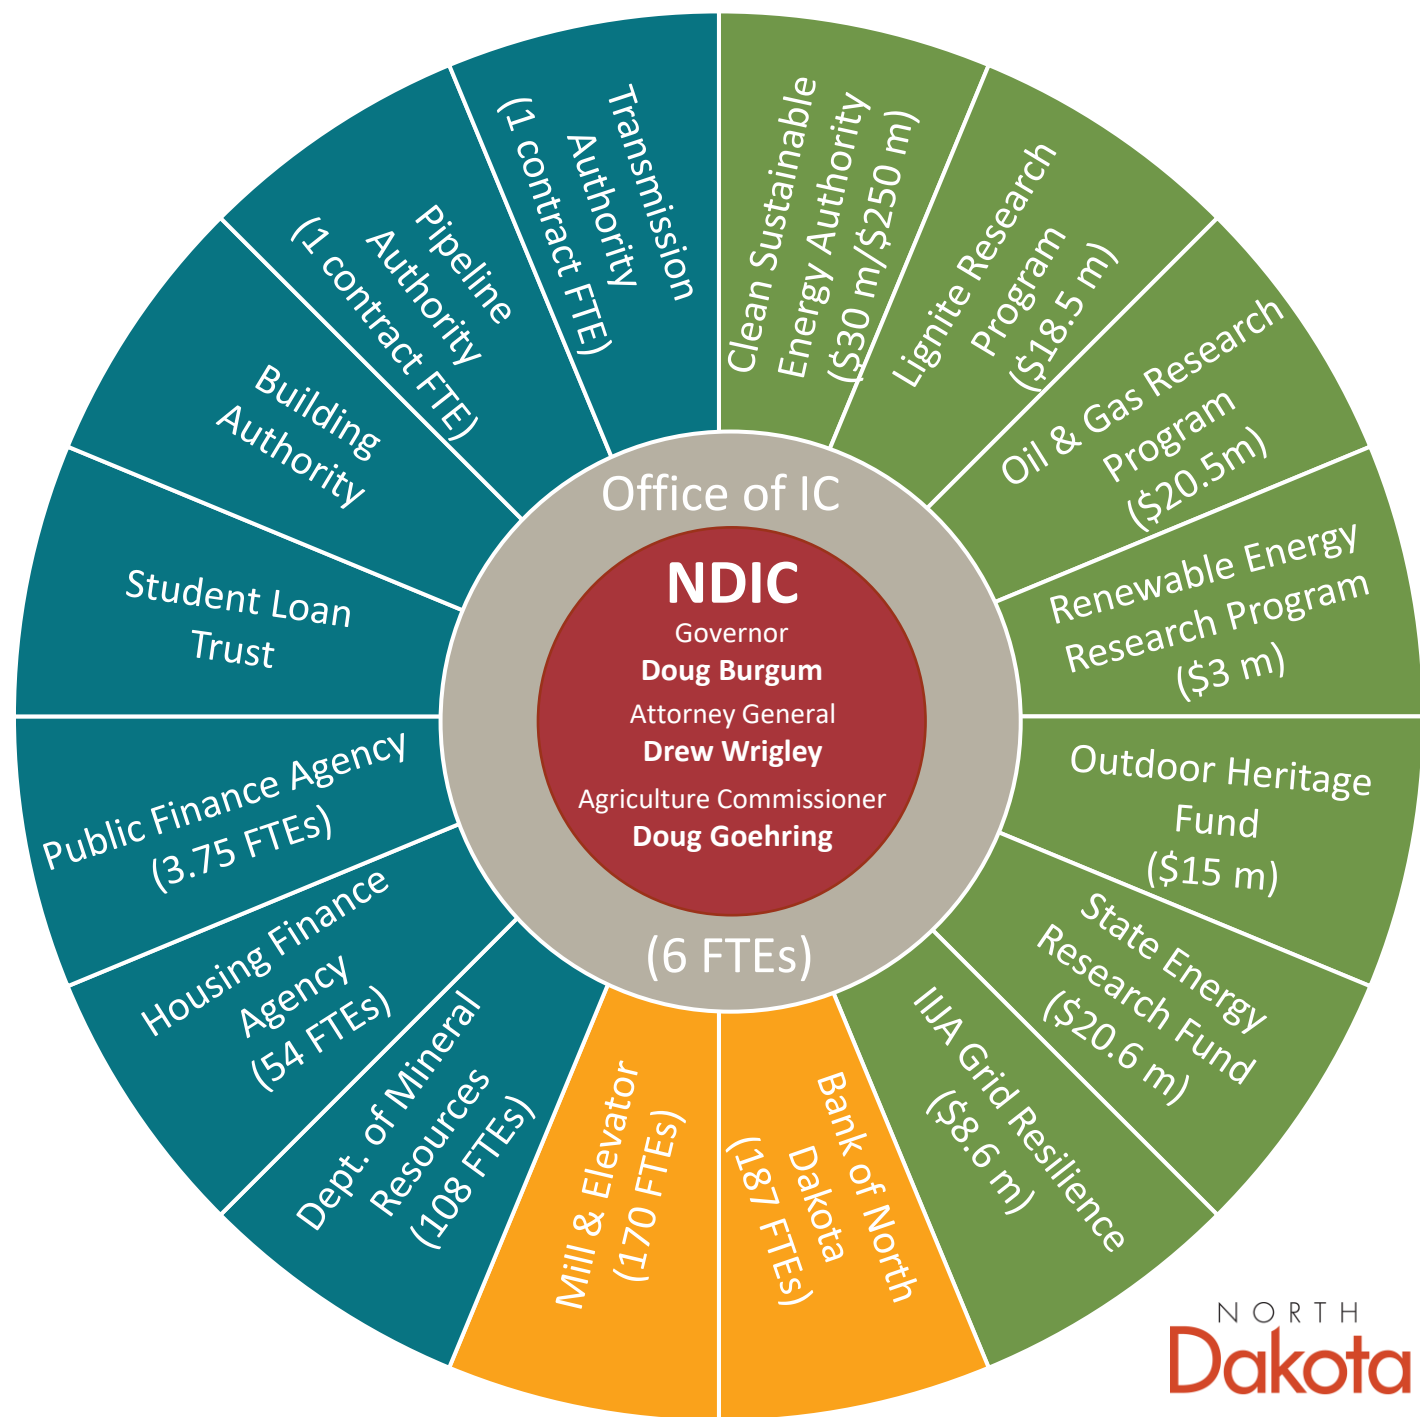 Office of IC
NDIC
Governor
Doug Burgum
Attorney General
Drew Wrigley
Agriculture Commissioner
Doug Goehring
(6 FTEs)
Clean Sustainable
Energy Authority
($30 m/$250 m)
Lignite Research
Program
($18.5 m)
Oil & Gas Research
Program
($20.5m)
Renewable Energy
Research Program
($3 m)
Outdoor Heritage
Fund
($15 m)
State Energy
Research Fund
($20.6 m)
IIJA Grid Resilience
($8.6 m)
Bank of North
Dakota
(187 FTEs)
Mill & Elevator
(170 FTEs)
Dept. of Mineral
Resources
(108 FTEs)
Housing Finance
Agency
(54 FTEs)
Public Finance Agency
(3.75 FTEs)
Student Loan
Trust
Building
Authority
Pipeline
Authority
(1 contract FTE)
Transmission
Authority
(1 contract FTE)
NORTH
Dakota